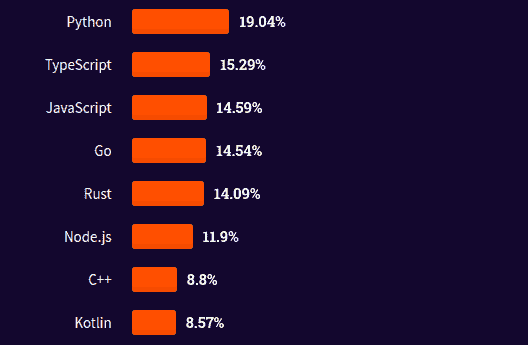 Python 19.04%
TypeScript 15.29%
JavaScript 14.59%
Go 14.54%
Rust 14.09%
Node.js 11.9%
C++ 8.8%
Kotlin 8.57%